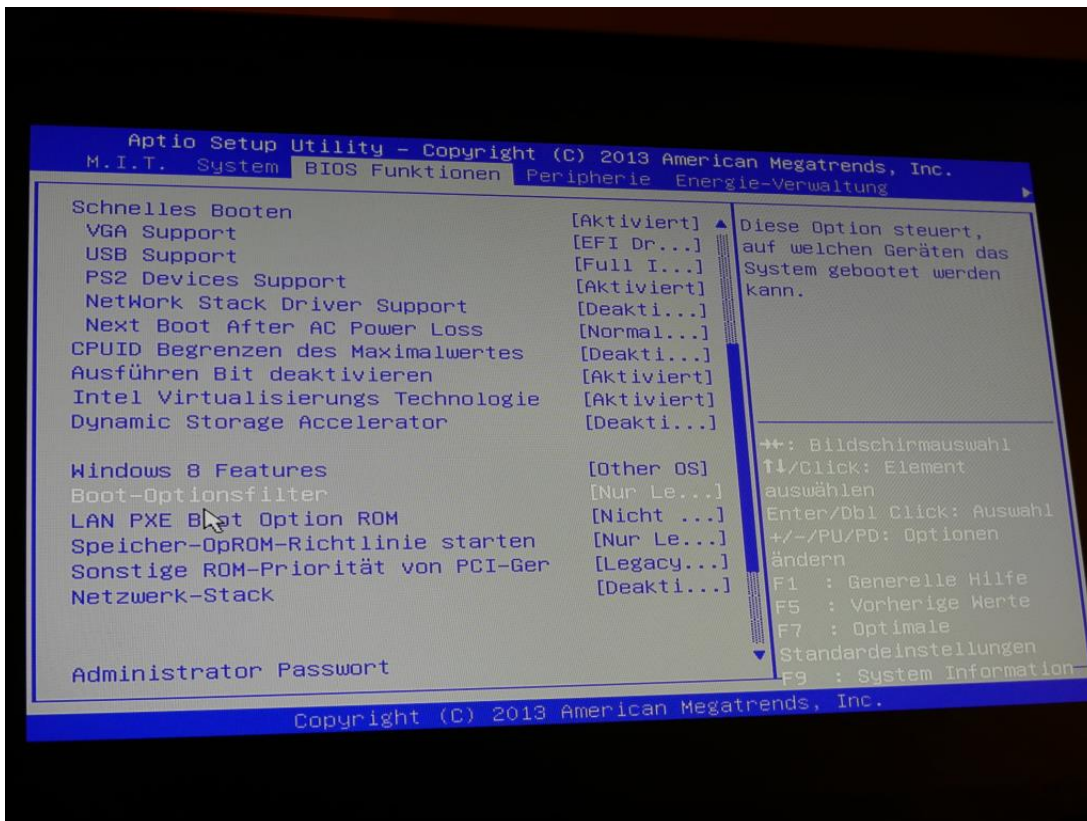 Aptio Setup Utility – Copyright (C) 2013 American Megatrends, Inc.
M.I.T. System BIOS Funktionen Peripherie Energie-Verwaltung
Schnelles Booten [Aktiviert]
VGA Support [EFI Dr...]
USB Support [Full I...]
PS2 Devices Support [Aktiviert]
NetWork Stack Driver Support [Deakti...]
Next Boot After AC Power Loss [Normal...]
CPUID Begrenzen des Maximalwertes [Deakti...]
Ausführen Bit deaktivieren [Aktiviert]
Intel Virtualisierungs Technologie [Aktiviert]
Dynamic Storage Accelerator [Deakti...]
Windows 8 Features [Other OS]
Boot-Optionsfilter [Nur Le...]
LAN PXE Boot Option ROM [Nicht ...]
Speicher-OpROM-Richtlinie starten [Nur Le...]
Sonstige ROM-Priorität von PCI-Ger [Legacy...]
Netzwerk-Stack [Deakti...]
Administrator Passwort
Diese Option steuert,
auf welchen Geräten das
System gebootet werden
kann.
→←: Bildschirmauswahl
↑↓/Click: Element
auswählen
Enter/Dbl Click: Auswahl
+/-/PU/PD: Optionen
ändern
F1 : Generelle Hilfe
F5 : Vorherige Werte
F7 : Optimale
Standardeinstellungen
F9 : System Information
Copyright (C) 2013 American Megatrends, Inc.